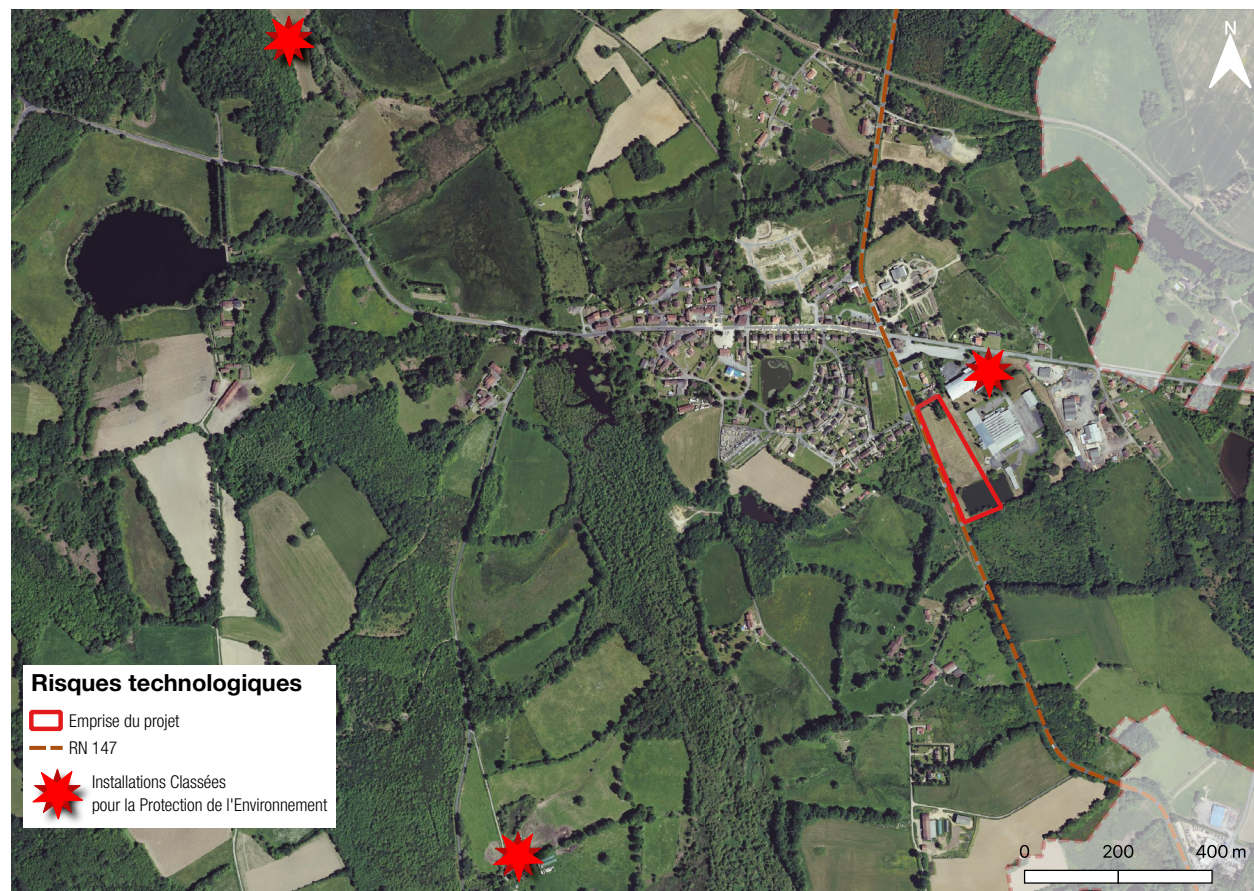 N
Risques technologiques
Emprise du projet
RN 147
Installations Classées
pour la Protection de l'Environnement
0 200 400 m